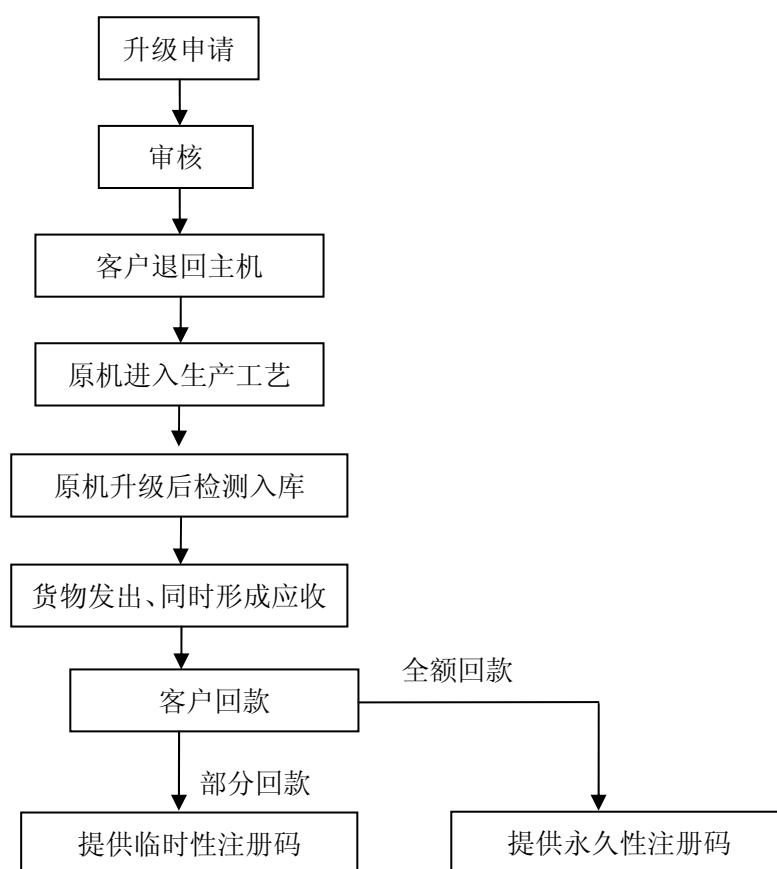 升级申请
审核
客户退回主机
原机进入生产工艺
原机升级后检测入库
货物发出、同时形成应收
全额回款
客户回款
部分回款
提供临时性注册码
提供永久性注册码